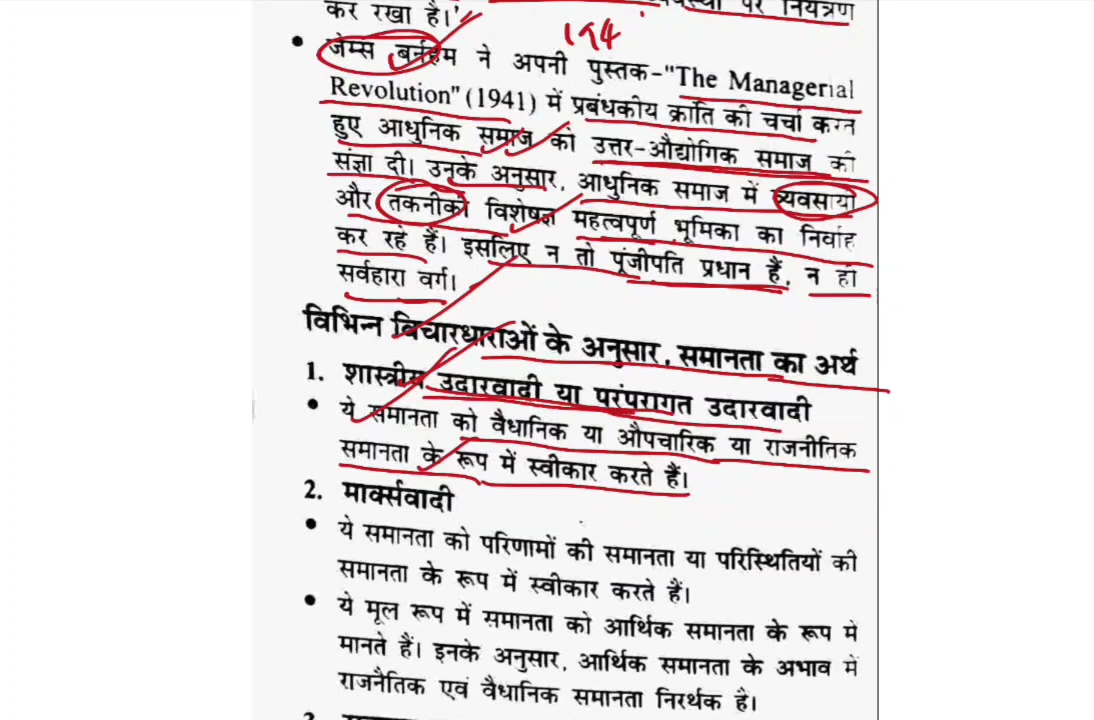 पर नियंत्रण
कर रखा है।'
194
• जेम्स बर्नहम ने अपनी पुस्तक-"The Managerial
Revolution" (1941) में प्रबंधकीय क्रांति की चर्चा करते
हुए आधुनिक समाज को उत्तर-औद्योगिक समाज की
संज्ञा दी। उनके अनुसार, आधुनिक समाज में व्यवसायी
और तकनीकी विशेषज्ञ महत्वपूर्ण भूमिका का निर्वाह
कर रहे हैं। इसलिए न तो पूंजीपति प्रधान हैं, न ही
सर्वहारा वर्ग।
विभिन्न विचारधाराओं के अनुसार, समानता का अर्थ
1. शास्त्रीय उदारवादी या परंपरागत उदारवादी
• ये समानता को वैधानिक या औपचारिक या राजनीतिक
समानता के रूप में स्वीकार करते हैं।
2. मार्क्सवादी
• ये समानता को परिणामों की समानता या परिस्थितियों की
समानता के रूप में स्वीकार करते हैं।
• ये मूल रूप में समानता को आर्थिक समानता के रूप में
मानते हैं। इनके अनुसार, आर्थिक समानता के अभाव में
राजनैतिक एवं वैधानिक समानता निरर्थक है।